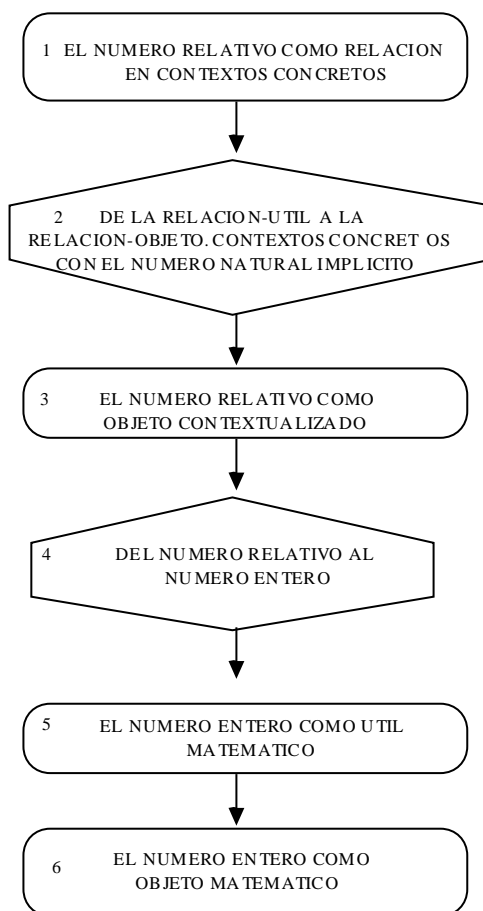 1 EL NUMERO RELATIVO COMO RELACION
EN CONTEXTOS CONCRETOS
2 DE LA RELACION-UTIL A LA
RELACION-OBJETO. CONTEXTOS CONCRETOS
CON EL NUMERO NATURAL IMPLICITO
3 EL NUMERO RELATIVO COMO
OBJETO CONTEXTUALIZADO
4 DEL NUMERO RELATIVO AL
NUMERO ENTERO
5 EL NUMERO ENTERO COMO UTIL
MATEMATICO
6 EL NUMERO ENTERO COMO
OBJETO MATEMATICO